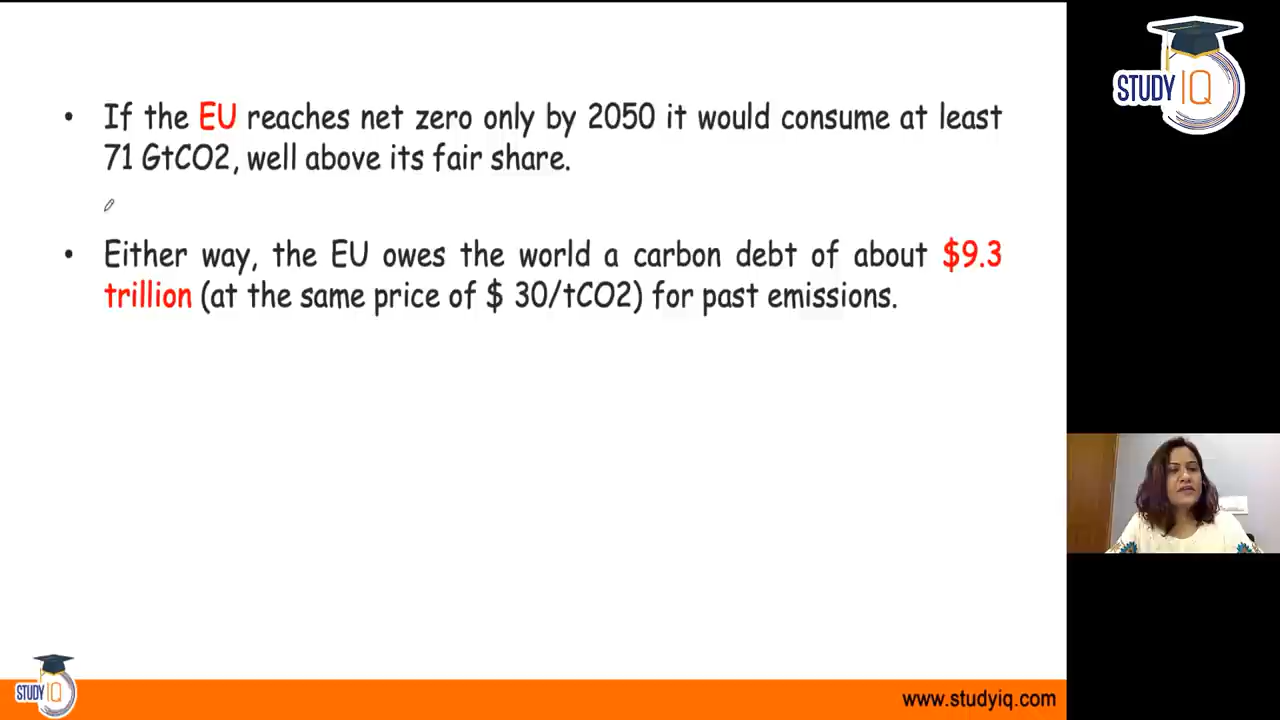 STUDY IQ
• If the EU reaches net zero only by 2050 it would consume at least
71 GtCO2, well above its fair share.
• Either way, the EU owes the world a carbon debt of about $9.3
trillion (at the same price of $ 30/tCO2) for past emissions.
STUDY IQ
www.studyiq.com